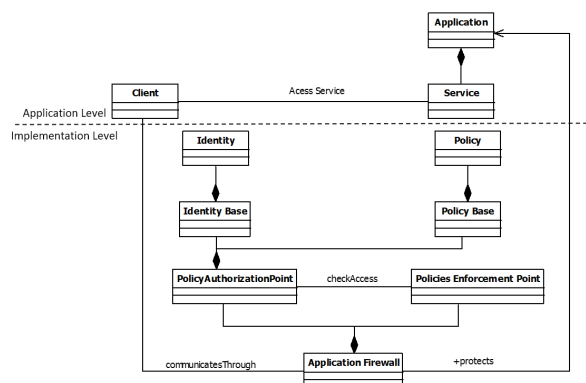 Application
Client
Acess Service
Service
Application Level
Implementation Level
Identity
Policy
Identity Base
Policy Base
PolicyAuthorizationPoint
checkAccess
Policies Enforcement Point
communicatesThrough
Application Firewall
+protects